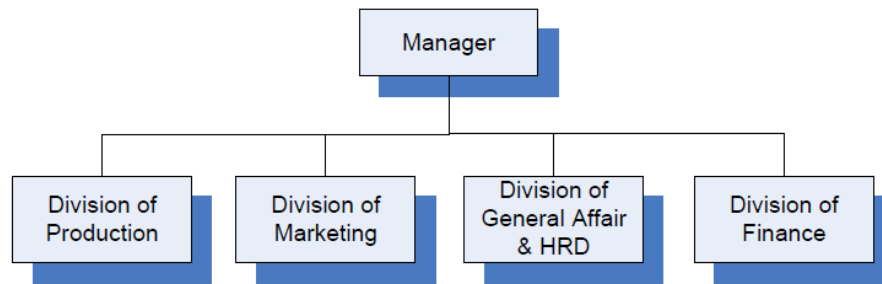 Manager
Division of
Production
Division of
Marketing
Division of
General Affair
& HRD
Division of
Finance